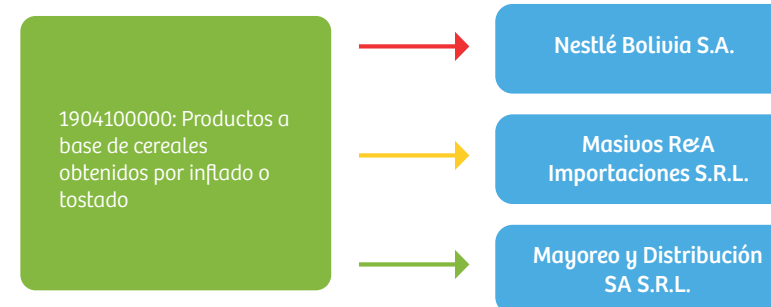 1904100000: Productos a
base de cereales
obtenidos por inflado o
tostado
Nestlé Bolivia S.A.
Masivos R&A
Importaciones S.R.L.
Mayoreo y Distribución
SA S.R.L.